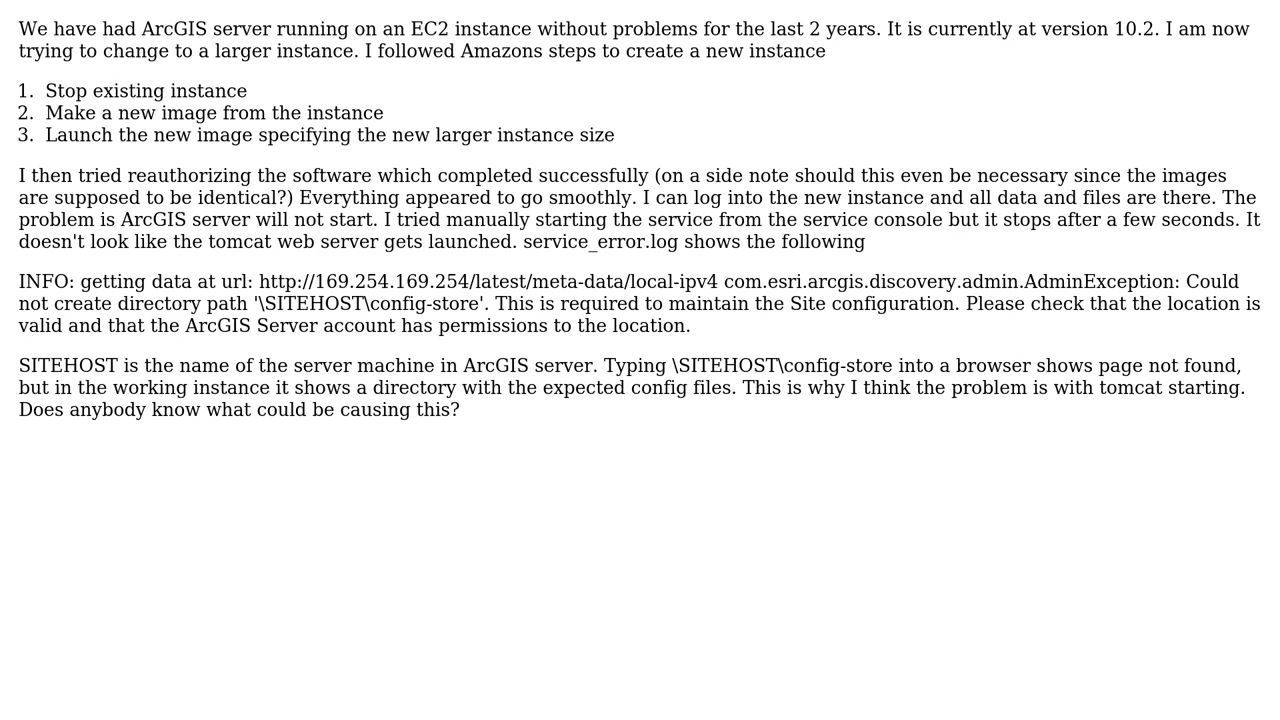 We have had ArcGIS server running on an EC2 instance without problems for the last 2 years. It is currently at version 10.2. I am now
trying to change to a larger instance. I followed Amazons steps to create a new instance
1. Stop existing instance
2. Make a new image from the instance
3. Launch the new image specifying the new larger instance size
I then tried reauthorizing the software which completed successfully (on a side note should this even be necessary since the images
are supposed to be identical?) Everything appeared to go smoothly. I can log into the new instance and all data and files are there. The
problem is ArcGIS server will not start. I tried manually starting the service from the service console but it stops after a few seconds. It
doesn't look like the tomcat web server gets launched. service_error.log shows the following
INFO: getting data at url: http://169.254.169.254/latest/meta-data/local-ipv4 com.esri.arcgis.discovery.admin.AdminException: Could
not create directory path '\SITEHOST\config-store'. This is required to maintain the Site configuration. Please check that the location is
valid and that the ArcGIS Server account has permissions to the location.
SITEHOST is the name of the server machine in ArcGIS server. Typing \SITEHOST\config-store into a browser shows page not found,
but in the working instance it shows a directory with the expected config files. This is why I think the problem is with tomcat starting.
Does anybody know what could be causing this?